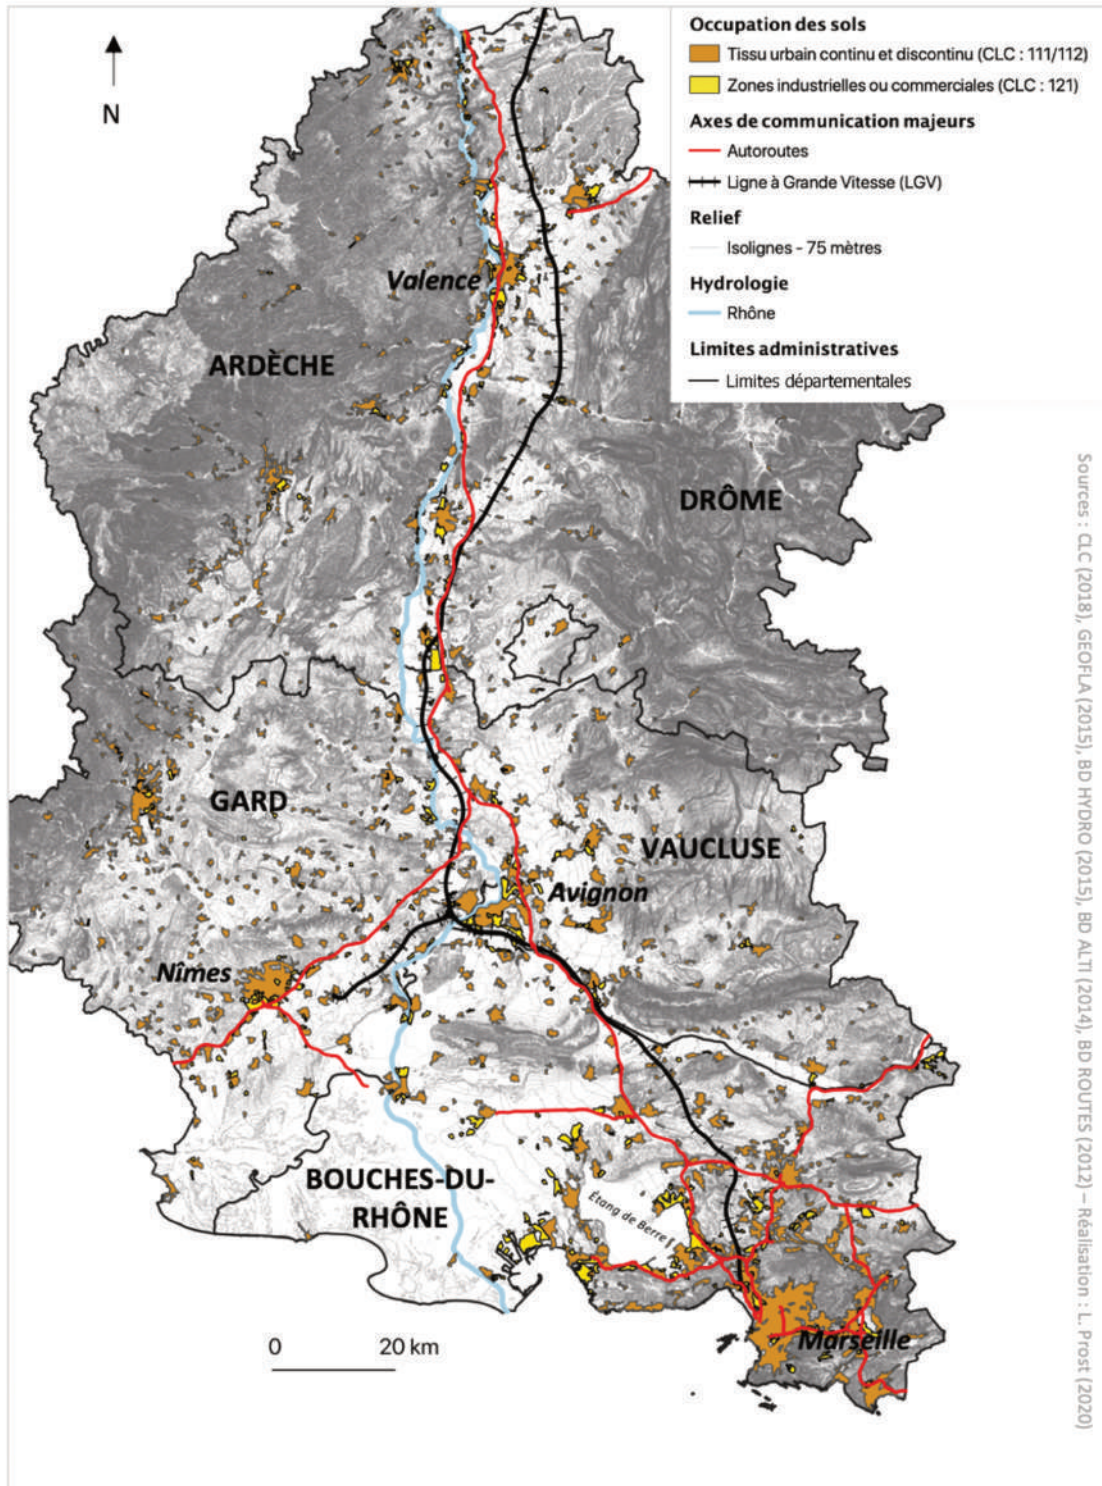 Occupation des sols
Tissu urbain continu et discontinu (CLC : 111/112)
Zones industrielles ou commerciales (CLC : 121)
Axes de communication majeurs
Autoroutes
Ligne à Grande Vitesse (LGV)
Relief
Isolignes - 75 mètres
Hydrologie
Rhône
Limites administratives
Limites départementales
N
Valence
ARDÈCHE
DRÔME
GARD
VAUCLUSE
Avignon
Nîmes
BOUCHES-DU-
RHÔNE
Étang de Berre
Marseille
0 20 km
Sources : CLC (2018), GEOFLA (2015), BD HYDRO (2015), BD ALTI (2014), BD ROUTES (2012) – Réalisation : L. Prost (2020)